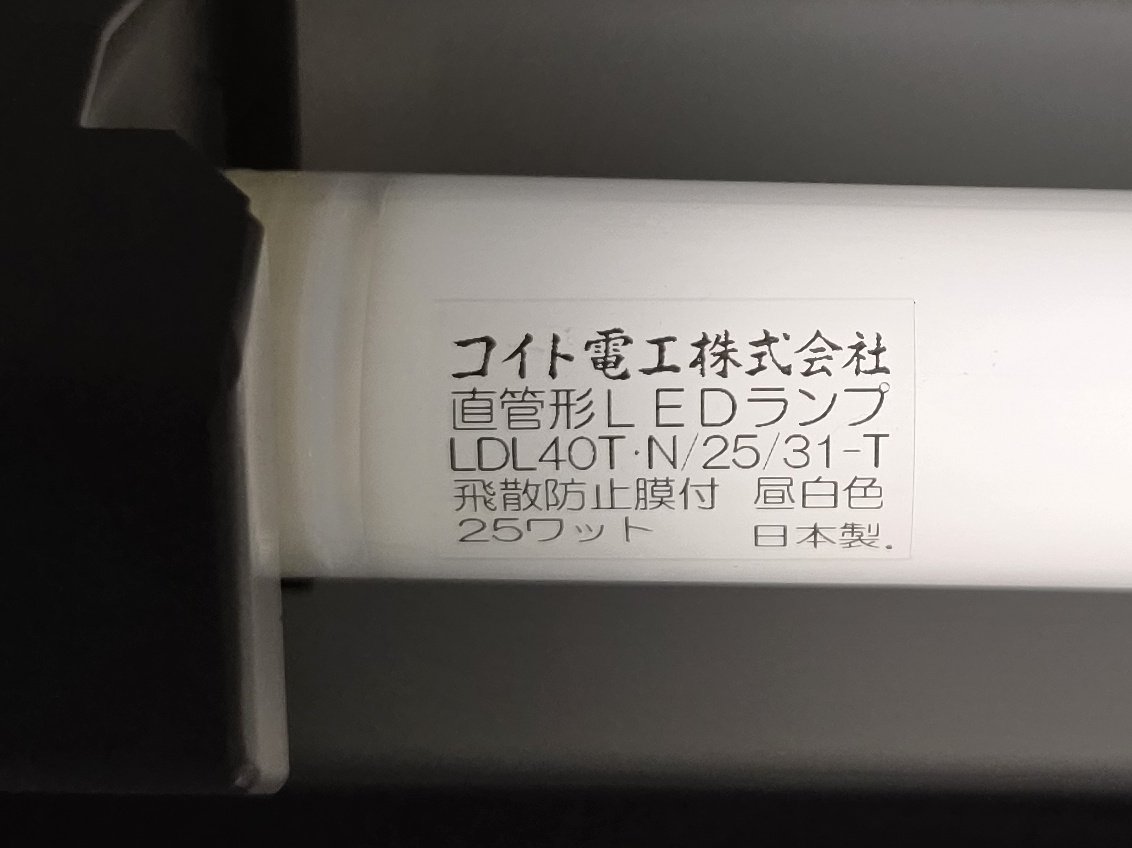 コイト電工株式会社
直管形LEDランプ
LDL40T·N/25/31-T
飛散防止膜付 昼白色
25ワット 日本製.